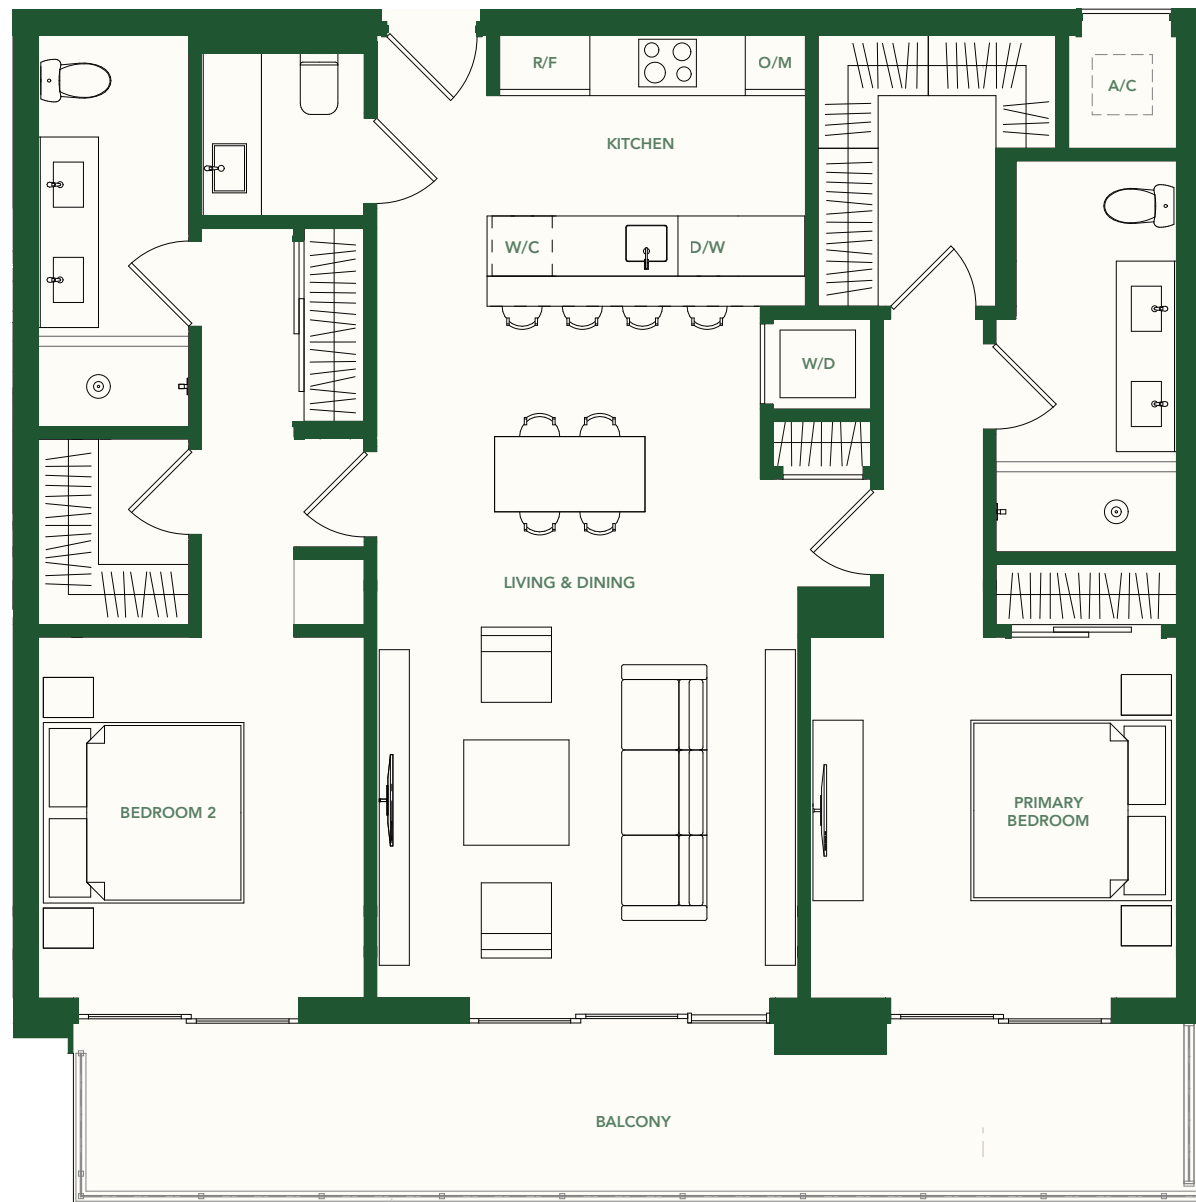 R/F
O/M
A/C
KITCHEN
W/C
D/W
W/D
LIVING & DINING
BEDROOM 2
PRIMARY
BEDROOM
BALCONY